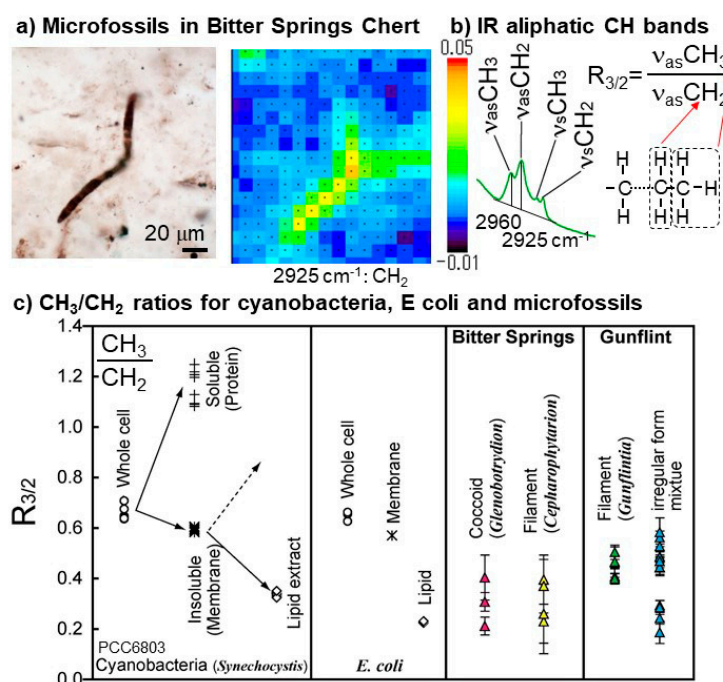 a) Microfossils in Bitter Springs Chert
20 μm
2925 cm⁻¹: CH₂
0.05
-0.01
b) IR aliphatic CH bands
νasCH₃
νasCH₂
νsCH₃
νsCH₂
2960
2925 cm⁻¹
R₃/₂= νasCH₃
νasCH₂
H H H
-C C C-H
H H H
c) CH₃/CH₂ ratios for cyanobacteria, E coli and microfossils
R₃/₂
1.4
1.2
1.0
0.8
0.6
0.4
0.2
0.0
CH₃
CH₂
Whole cell
Soluble
(Protein)
Insoluble
(Membrane)
Lipid extract
PCC6803
Cyanobacteria (Synechocystis)
Whole cell
Membrane
Lipid
E. coli
Bitter Springs
Coccoid
(Glenobotrydion)
Filament
(Cepharophytarion)
Gunflint
Filament
(Gunflintia)
irregular form
mixtue